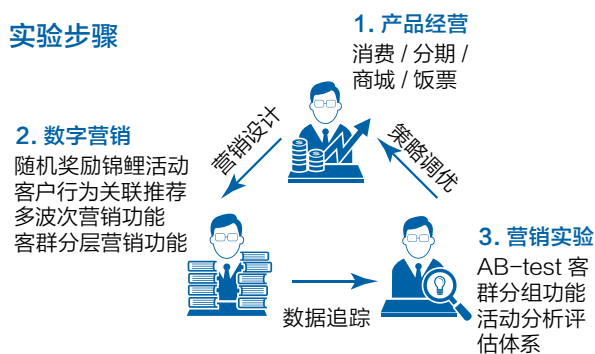 实验步骤
1. 产品经营
消费 / 分期 /
商城 / 饭票
营销设计
策略调优
2. 数字营销
随机奖励锦鲤活动
客户行为关联推荐
多波次营销功能
客群分层营销功能
数据追踪
3. 营销实验
AB-test 客
群分组功能
活动分析评
估体系